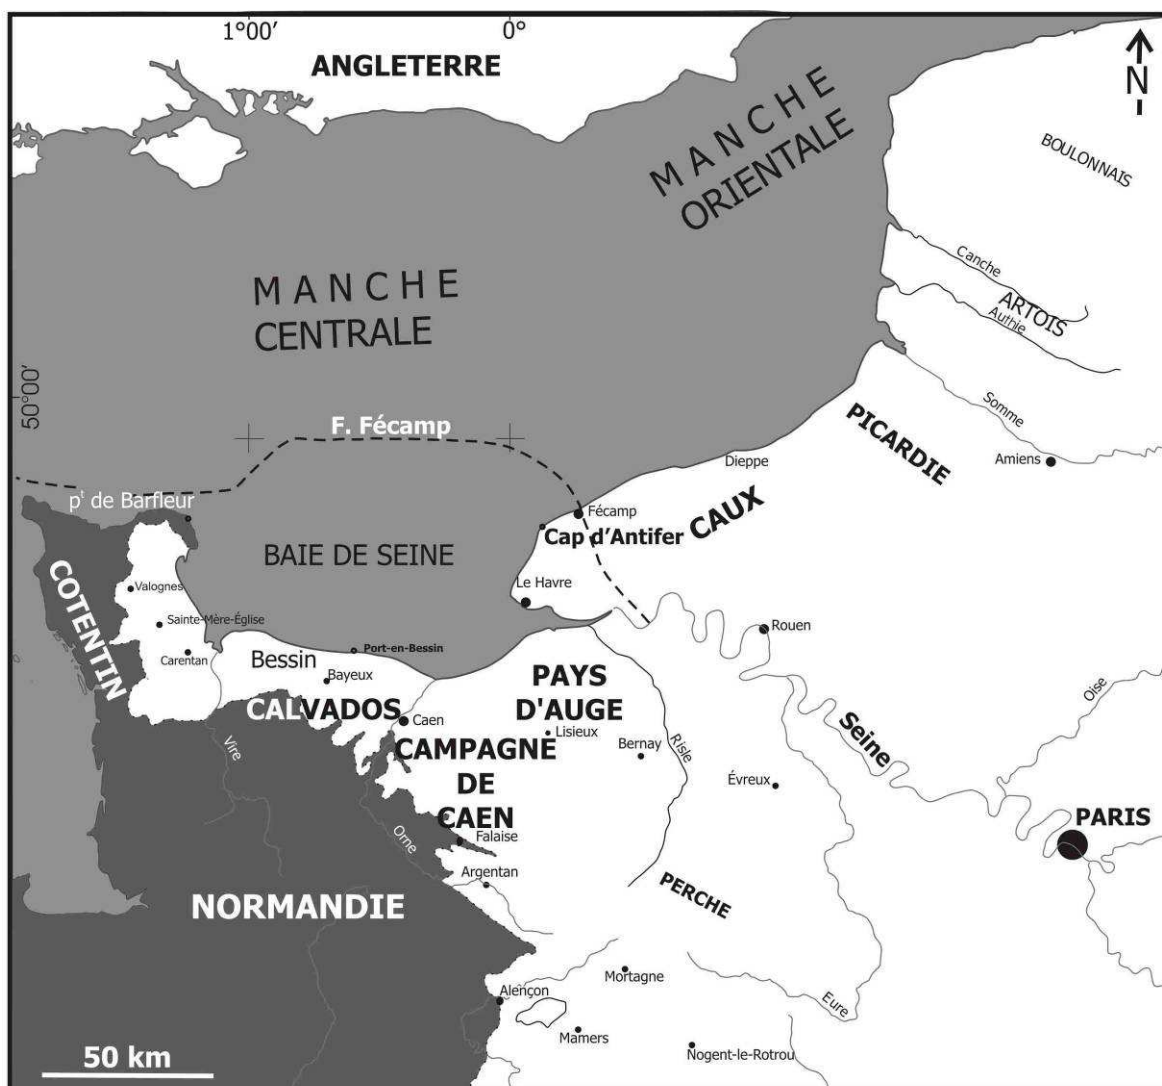 1°00'
0°
ANGLETERRE
N
MANCHE
ORIENTALE
BOULONNAIS
Canche
ARTOIS
Authie
MANCHE
CENTRALE
50°00'
Somme
PICARDIE
F. Fécamp
Dieppe
Amiens
pt de Barfleur
Fécamp
CAUX
Cap d'Antifer
BAIE DE SEINE
COTENTIN
Valognes
Le Havre
Sainte-Mère-Église
Rouen
Carentan
Bessin
Port-en-Bessin
Bayeux
PAYS
D'AUGE
Oise
CALVADOS
Caen
Lisieux
Seine
Vire
CAMPAGNE
DE
CAEN
Bernay
Risle
Évreux
PARIS
Orne
Falaise
Argentan
PERCHE
NORMANDIE
Mortagne
Alençon
Eure
Mamers
Nogent-le-Rotrou
50 km